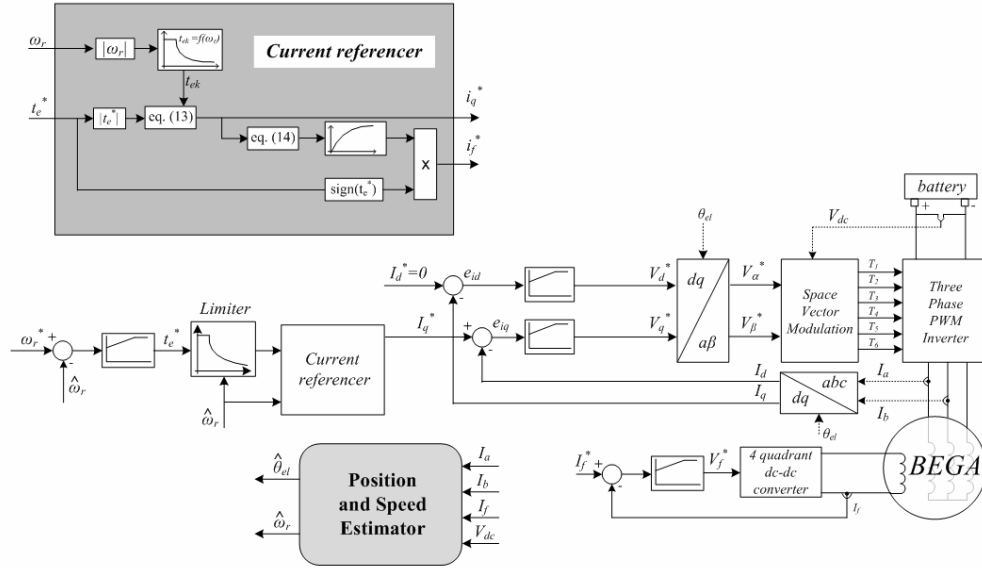 ω_r
|ω_r|
t_ek=f(ω_r)
Current referencer
t_ek
t_e*
|t_e*|
eq. (13)
i_q*
eq. (14)
x
i_f*
sign(t_e*)
battery
+ -
V_dc
θ_el
I_d*=0
e_id
-
V_d*
dq
aβ
V_α*
Space
Vector
Modulation
T_1
T_2
T_3
T_4
T_5
T_6
Three
Phase
PWM
Inverter
ω_r*
+
-
ω̂_r
t_e*
Limiter
ω̂_r
Current
referencer
I_q*
+
-
e_iq
V_q*
V_β*
I_d
I_q
abc
dq
θ_el
I_a
I_b
θ̂_el
ω̂_r
Position
and Speed
Estimator
I_a
I_b
I_f
V_dc
I_f*
+
-
V_f*
4 quadrant
dc-dc
converter
I_f
BEGA